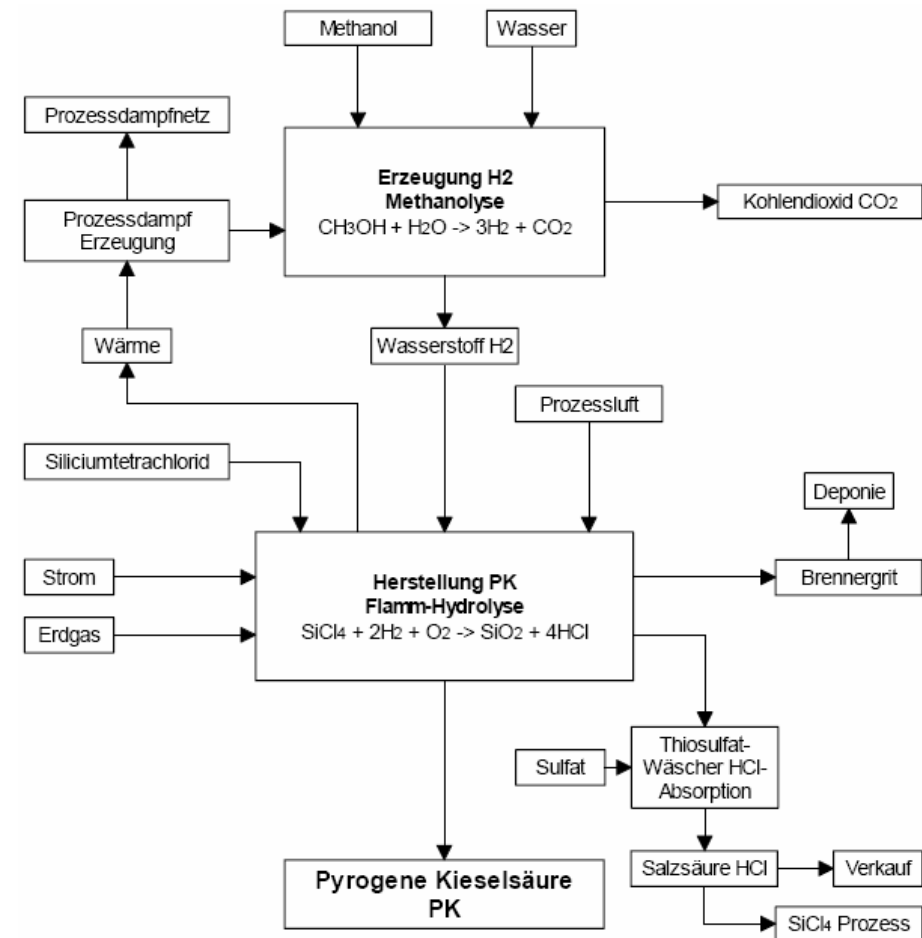 Methanol
Wasser
Prozessdampfnetz
Erzeugung H2
Methanolyse
CH3OH + H2O -> 3H2 + CO2
Kohlendioxid CO2
Prozessdampf
Erzeugung
Wärme
Wasserstoff H2
Prozessluft
Siliciumtetrachlorid
Deponie
Strom
Herstellung PK
Flamm-Hydrolyse
SiCl4 + 2H2 + O2 -> SiO2 + 4HCl
Brennergrit
Erdgas
Sulfat
Thiosulfat-
Wäscher HCl-
Absorption
Pyrogene Kieselsäure
PK
Salzsäure HCl
Verkauf
SiCl4 Prozess